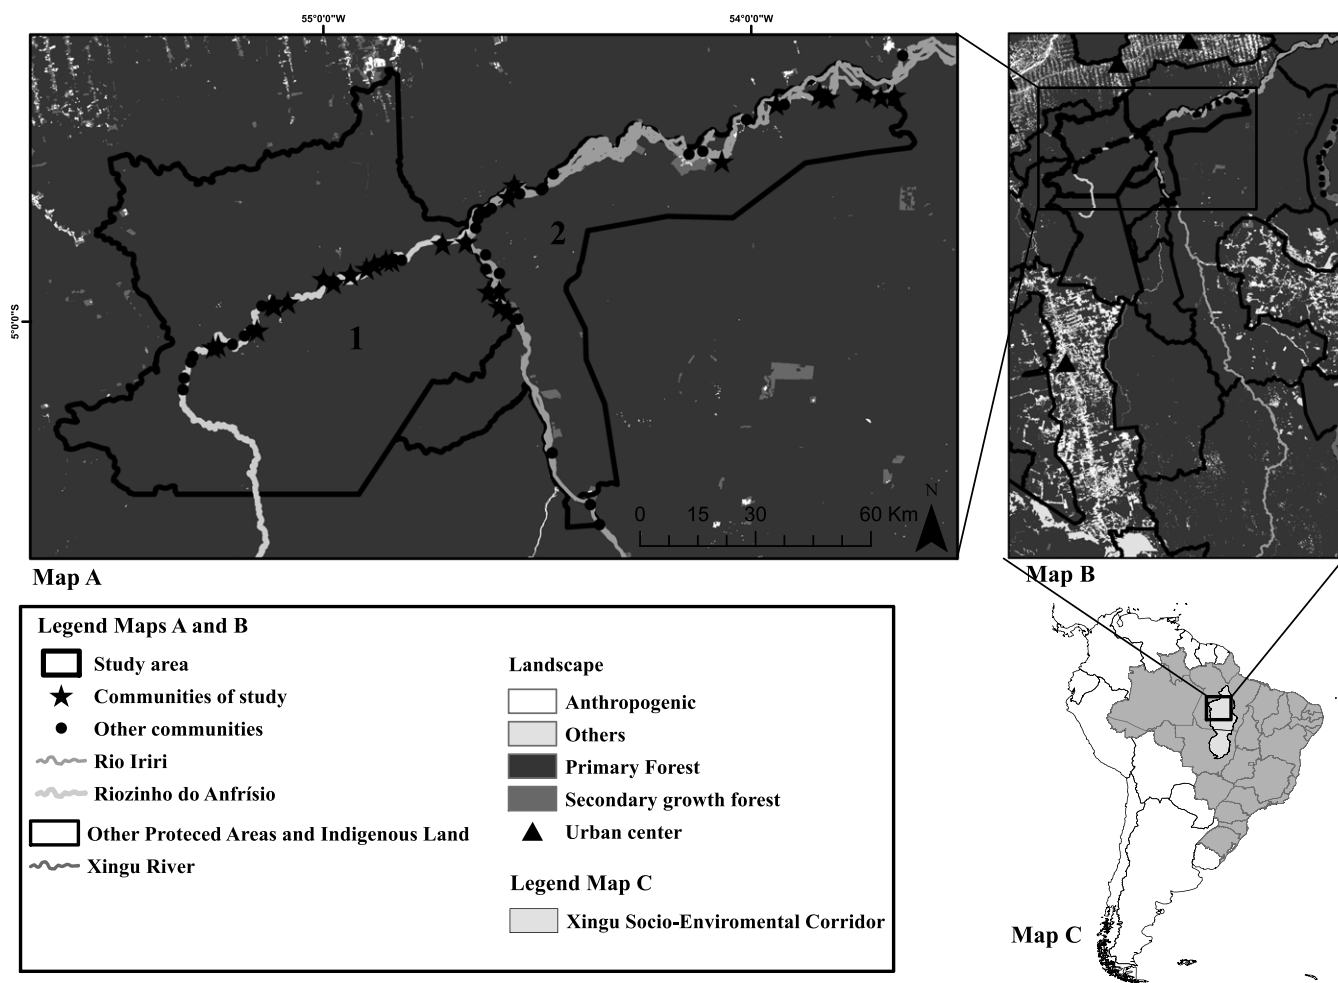 55°0'0"W
54°0'0"W
5°0'0"S
1
2
N
0 15 30 60 Km
Map A
Map B
Legend Maps A and B
Study area
Communities of study
Other communities
Rio Iriri
Riozinho do Anfrísio
Other Proteced Areas and Indigenous Land
Xingu River
Landscape
Anthropogenic
Others
Primary Forest
Secondary growth forest
Urban center
Legend Map C
Xingu Socio-Enviromental Corridor
Map C